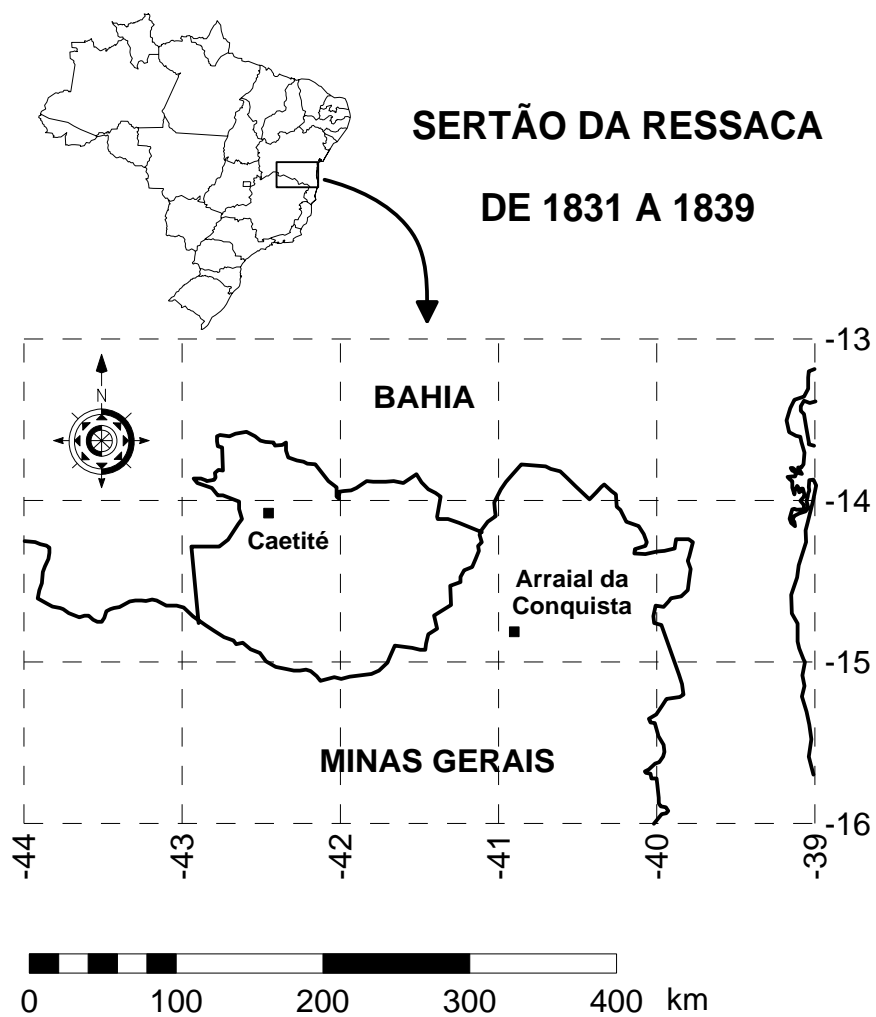 SERTÃO DA RESSACA
DE 1831 A 1839
-13
N
BAHIA
-14
Caetité
Arraial da
Conquista
-15
MINAS GERAIS
-16
-44
-43
-42
-41
-40
-39
0 100 200 300 400 km